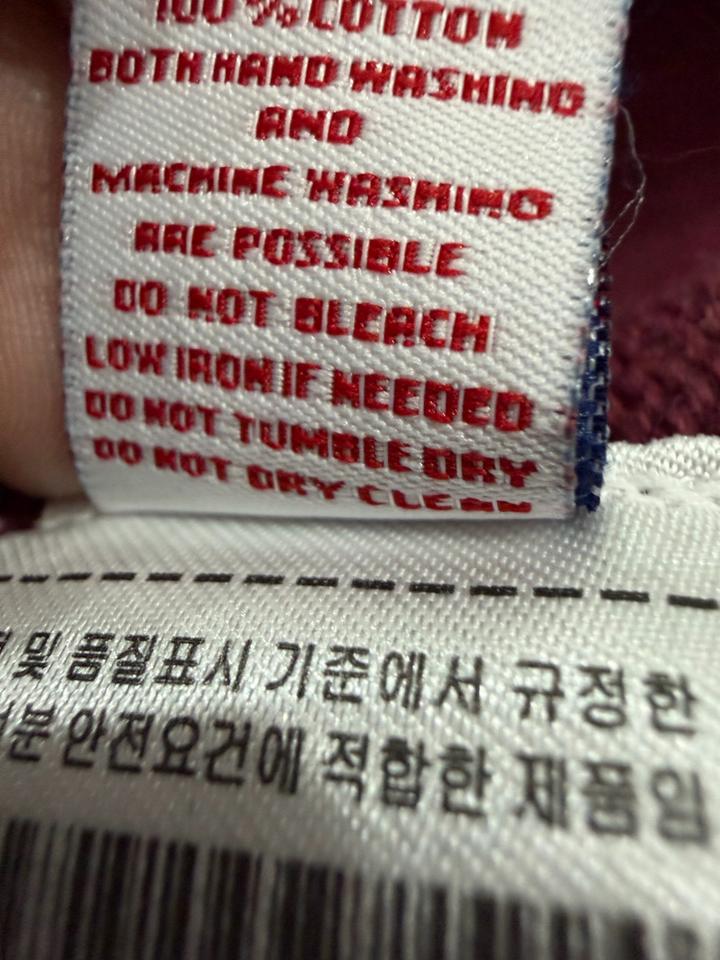 100% COTTON
BOTH HAND WASHING
AND
MACHINE WASHING
ARE POSSIBLE
DO NOT BLEACH
LOW IRON IF NEEDED
DO NOT TUMBLE DRY
DO NOT DRY CLEAN
및 품질표시 기준에서 규정한
안전요건에 적합한 제품임